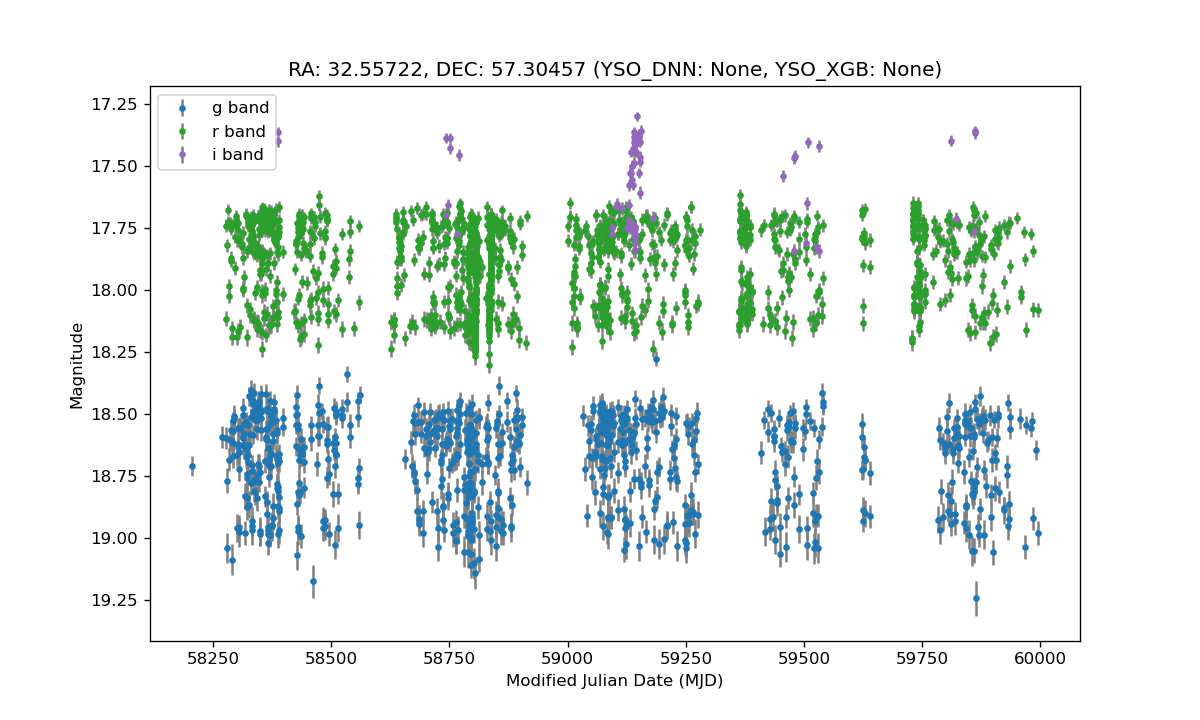 RA: 32.55722, DEC: 57.30457 (YSO_DNN: None, YSO_XGB: None)
g band
r band
i band
17.25
17.50
17.75
18.00
18.25
18.50
18.75
19.00
19.25
Magnitude
58250
58500
58750
59000
59250
59500
59750
60000
Modified Julian Date (MJD)